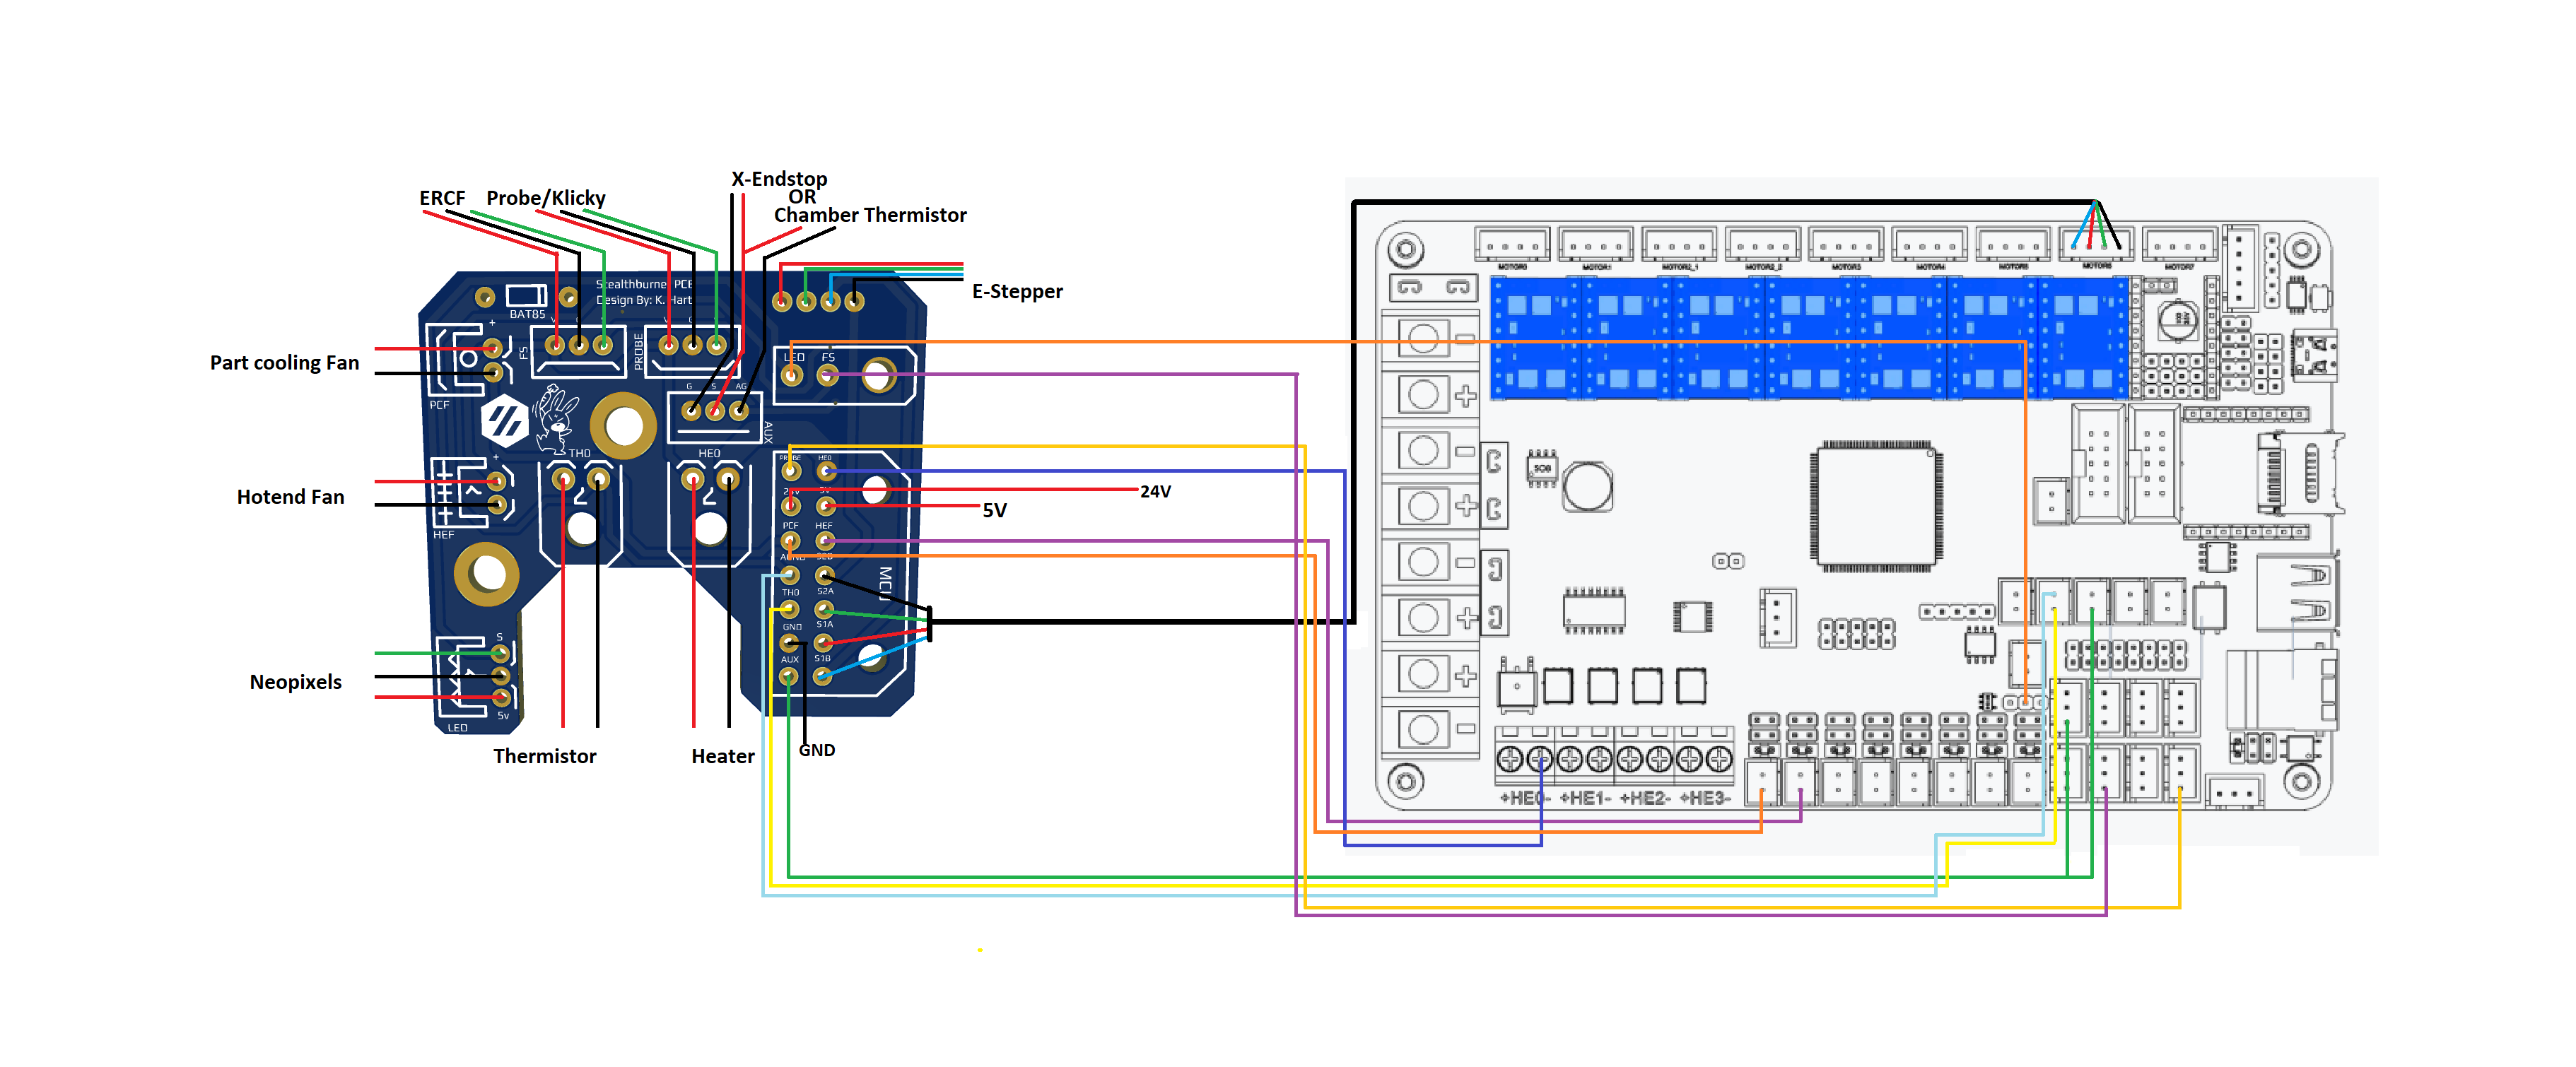 X-Endstop
OR
Chamber Thermistor
ERCF
Probe/Klicky
E-Stepper
Stealthburner PCB
Design By: K. Hart
BAT85
FS
PROBE
LED
FS
Part cooling Fan
PCF
G
S
AG
AUX
TH0
HE0
PROBE
HE0
24V
5V
24V
5V
Hotend Fan
HEF
PCF
HEF
AGND
S2B
TH0
S2A
GND
S1A
AUX
S1B
MCU
Neopixels
S
5v
LED
Thermistor
Heater
GND
MOTOR0
MOTOR1
MOTOR2_1
MOTOR2_2
MOTOR3
MOTOR4
MOTOR5
MOTOR6
MOTOR7
+HE0-
+HE1-
+HE2-
+HE3-